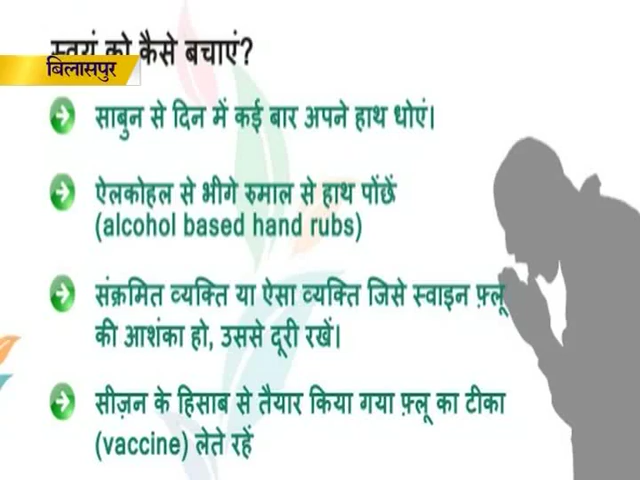 स्वयं को कैसे बचाएं?
बिलासपुर
साबुन से दिन में कई बार अपने हाथ धोएं।
ऐलकोहल से भीगे रुमाल से हाथ पोंछें
(alcohol based hand rubs)
संक्रमित व्यक्ति या ऐसा व्यक्ति जिसे स्वाइन फ़्लू
की आशंका हो, उससे दूरी रखें।
सीज़न के हिसाब से तैयार किया गया फ़्लू का टीका
(vaccine) लेते रहें